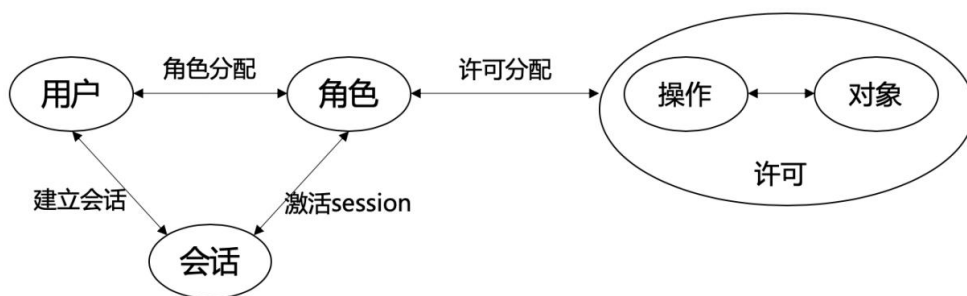 角色分配
许可分配
用户
角色
操作
对象
许可
建立会话
激活session
会话